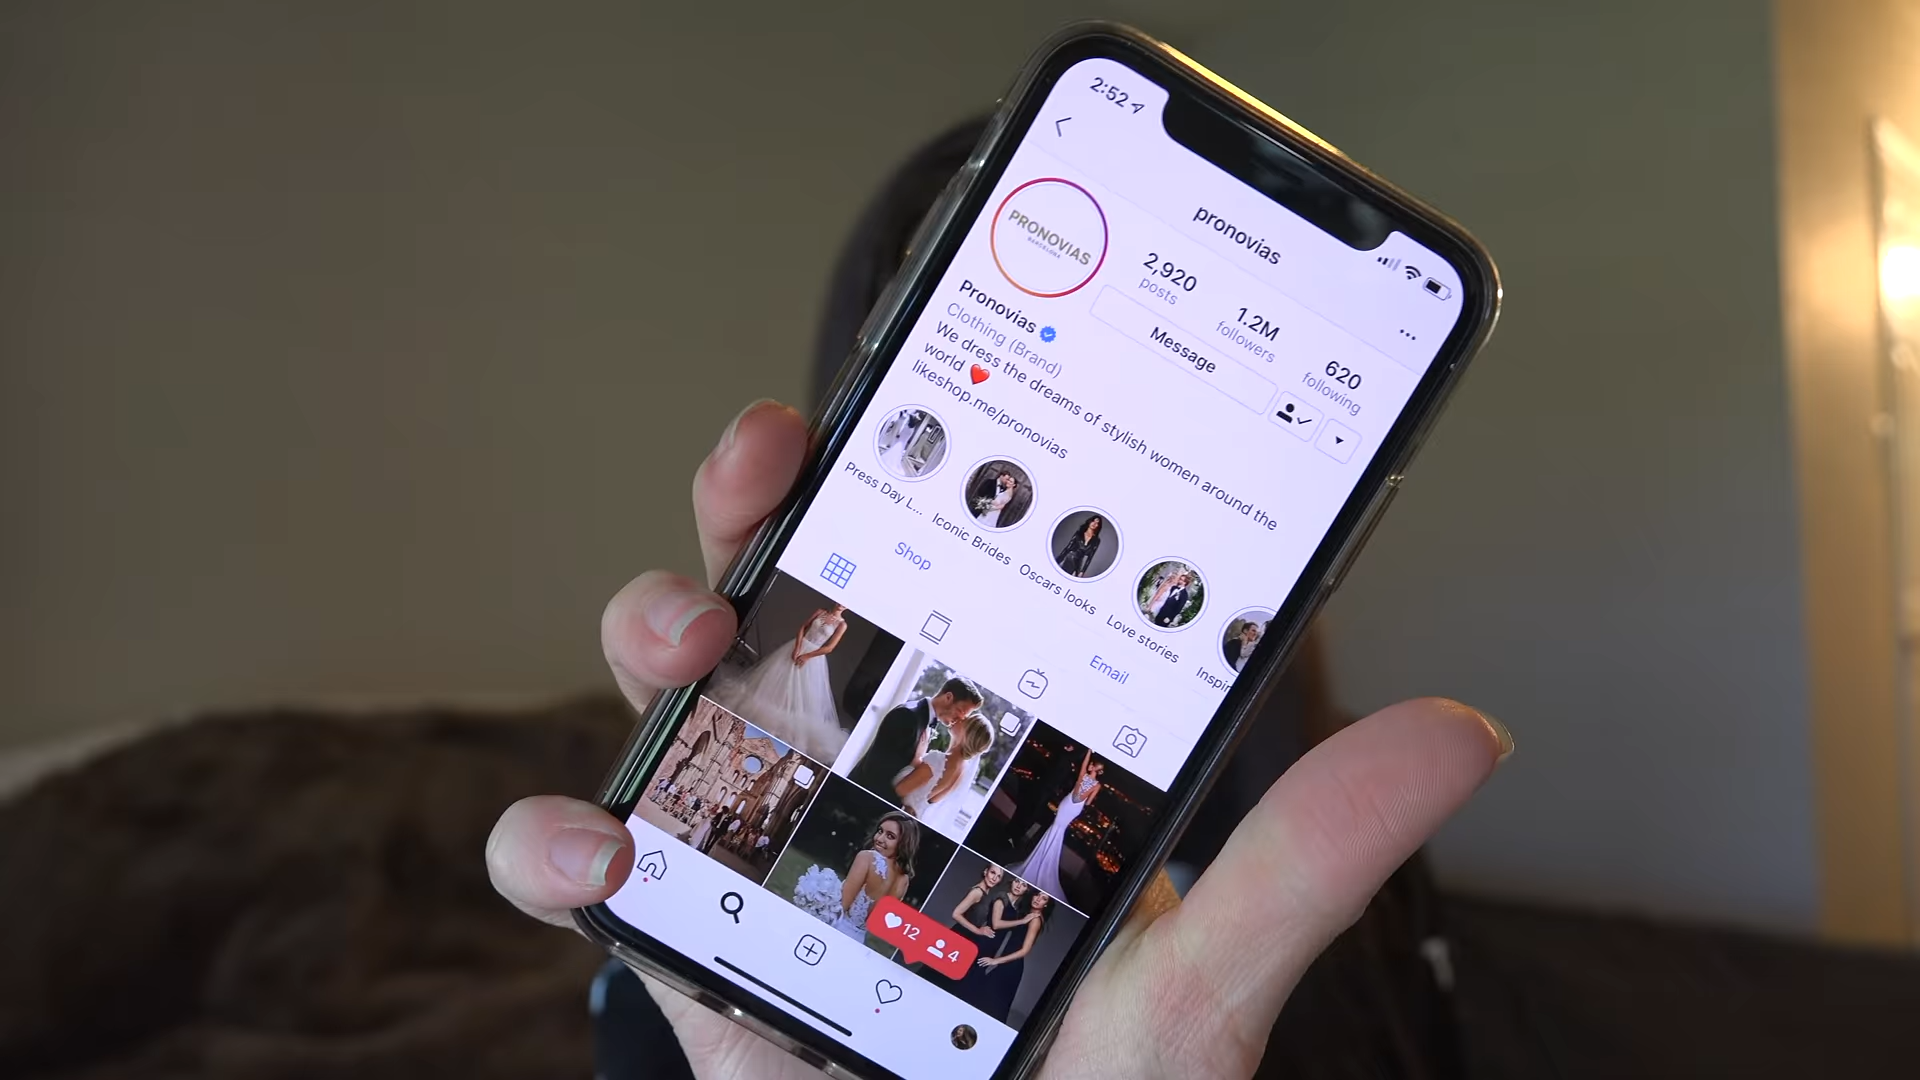 2:52
pronovias
PRONOVIAS
BARCELONA
2,920
posts
1.2M
followers
620
following
Message
Pronovias
Clothing (Brand)
We dress the dreams of stylish women around the
world ❤️
likeshop.me/pronovias
Press Day L...
Iconic Brides
Oscars looks
Love stories
Inspir
Shop
Email
12 4